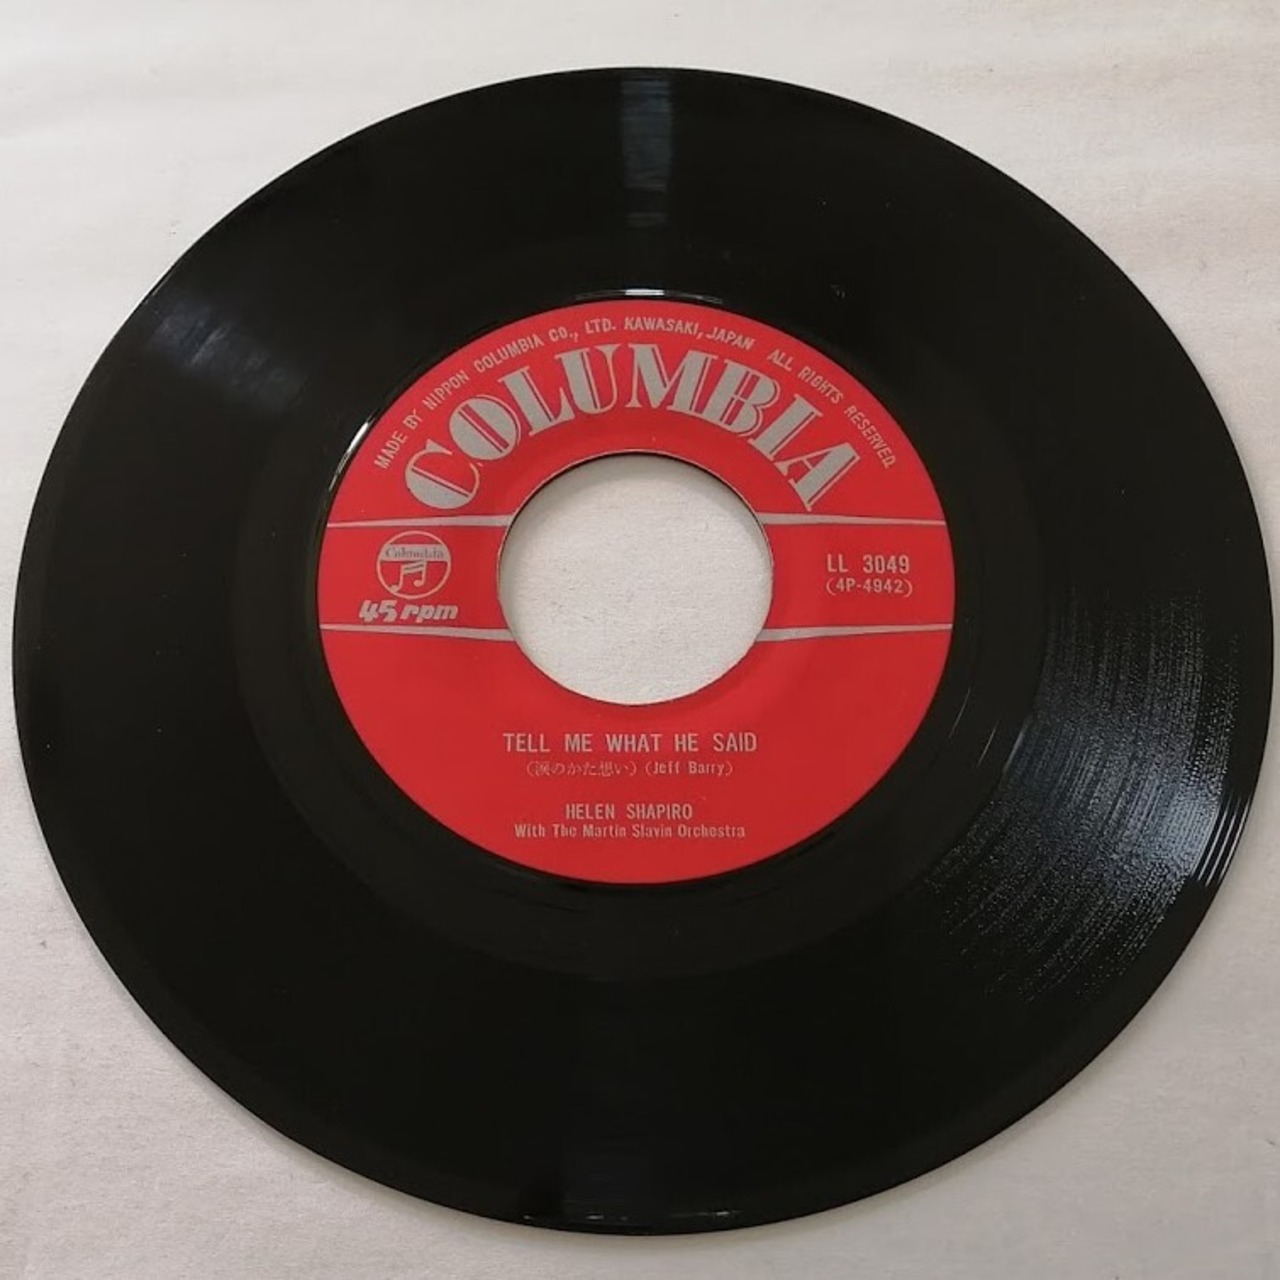 MADE BY NIPPON COLUMBIA CO., LTD. KAWASAKI, JAPAN ALL RIGHTS RESERVED.
COLUMBIA
Columbia
45 rpm
LL 3049
(4P-4942)
TELL ME WHAT HE SAID
(涙のかた想い) (Jeff Barry)
HELEN SHAPIRO
With The Martin Slavin Orchestra